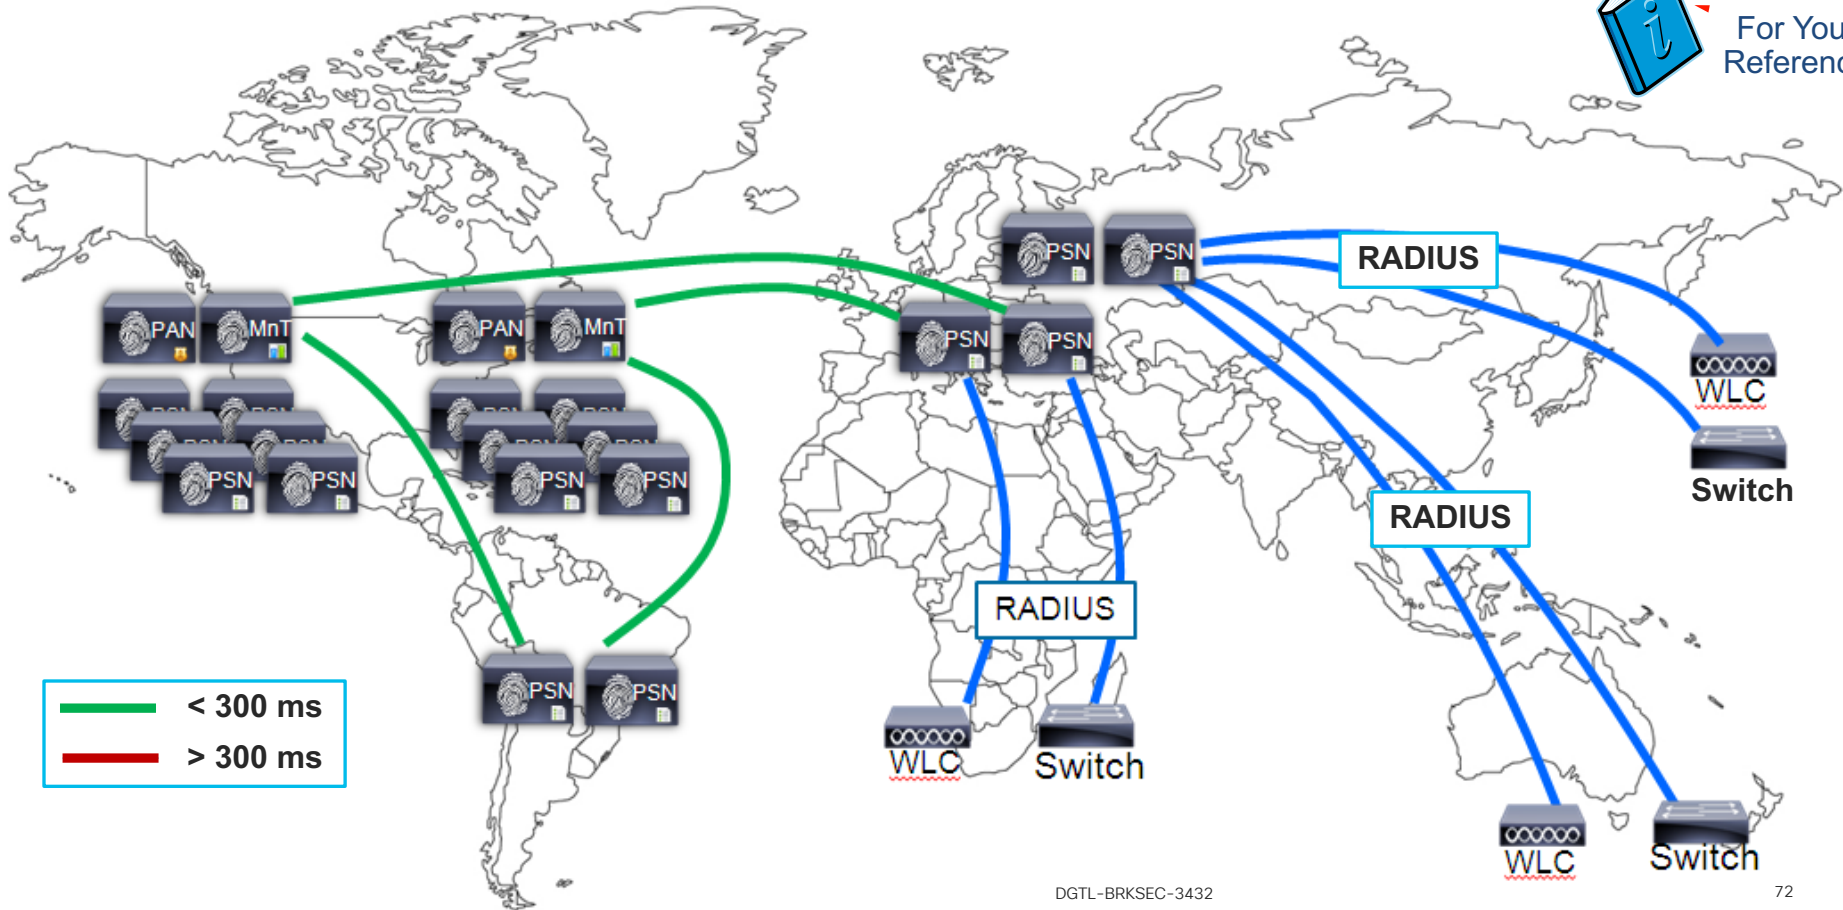 For You
Referenc
PSN
PSN
RADIUS
PAN
MnT
PAN
MnT
PSN
PSN
WLC
Switch
PSN
PSN
PSN
PSN
RADIUS
RADIUS
PSN
PSN
< 300 ms
> 300 ms
WLC
Switch
WLC
Switch
DGTL-BRKSEC-3432
72